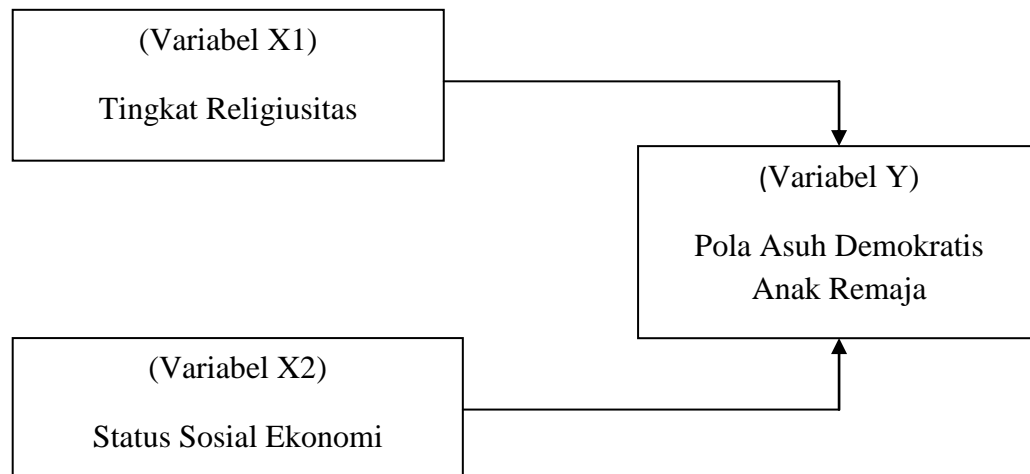 (Variabel X1)
Tingkat Religiusitas
(Variabel Y)
Pola Asuh Demokratis
Anak Remaja
(Variabel X2)
Status Sosial Ekonomi